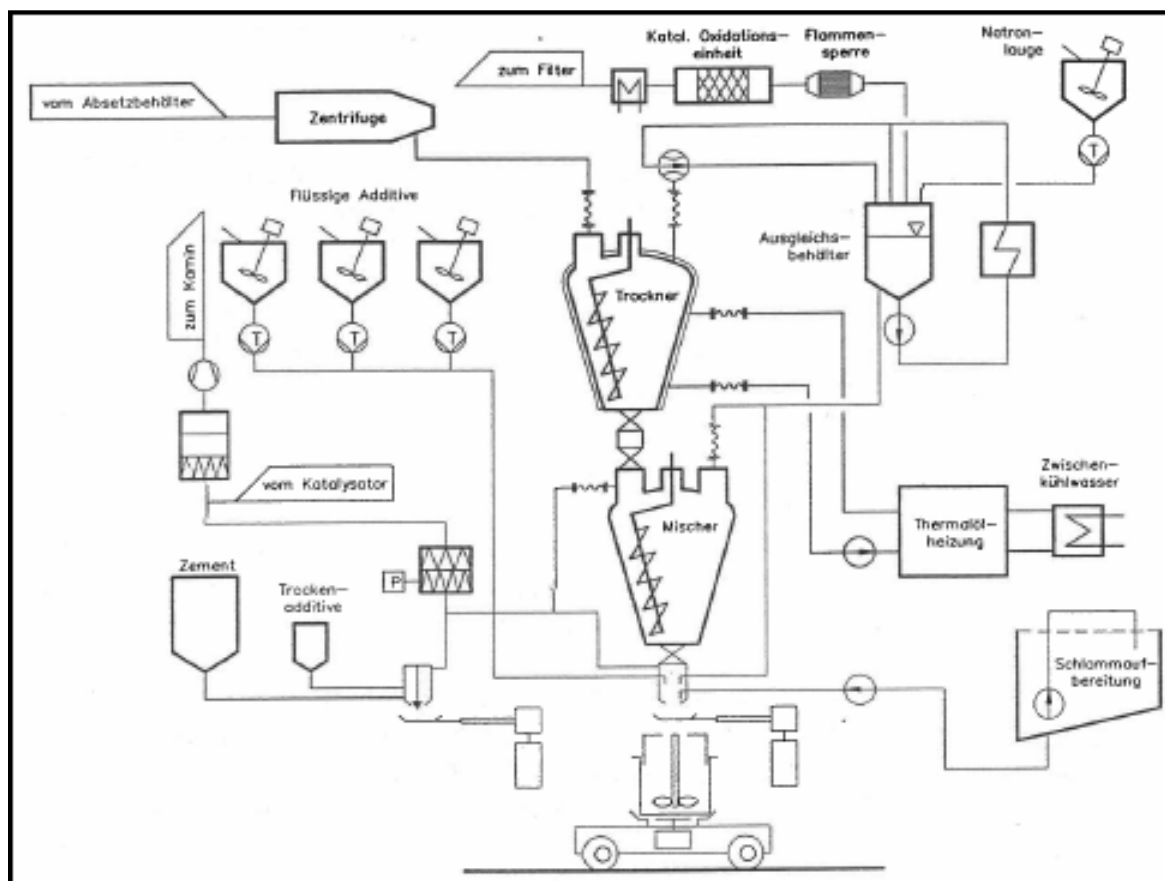 Natron-
lauge
Katal. Oxidations-
einheit
Flammen-
sperre
zum Filter
vom Absetzbehälter
Zentrifuge
T
Flüssige Additive
zum Kamin
Ausgleichs-
behälter
Trockner
T
T
T
vom Katalysator
Zwischen-
kühlwasser
Mischer
Thermalöl-
heizung
Zement
P
Trocken-
additive
Schlammauf-
bereitung